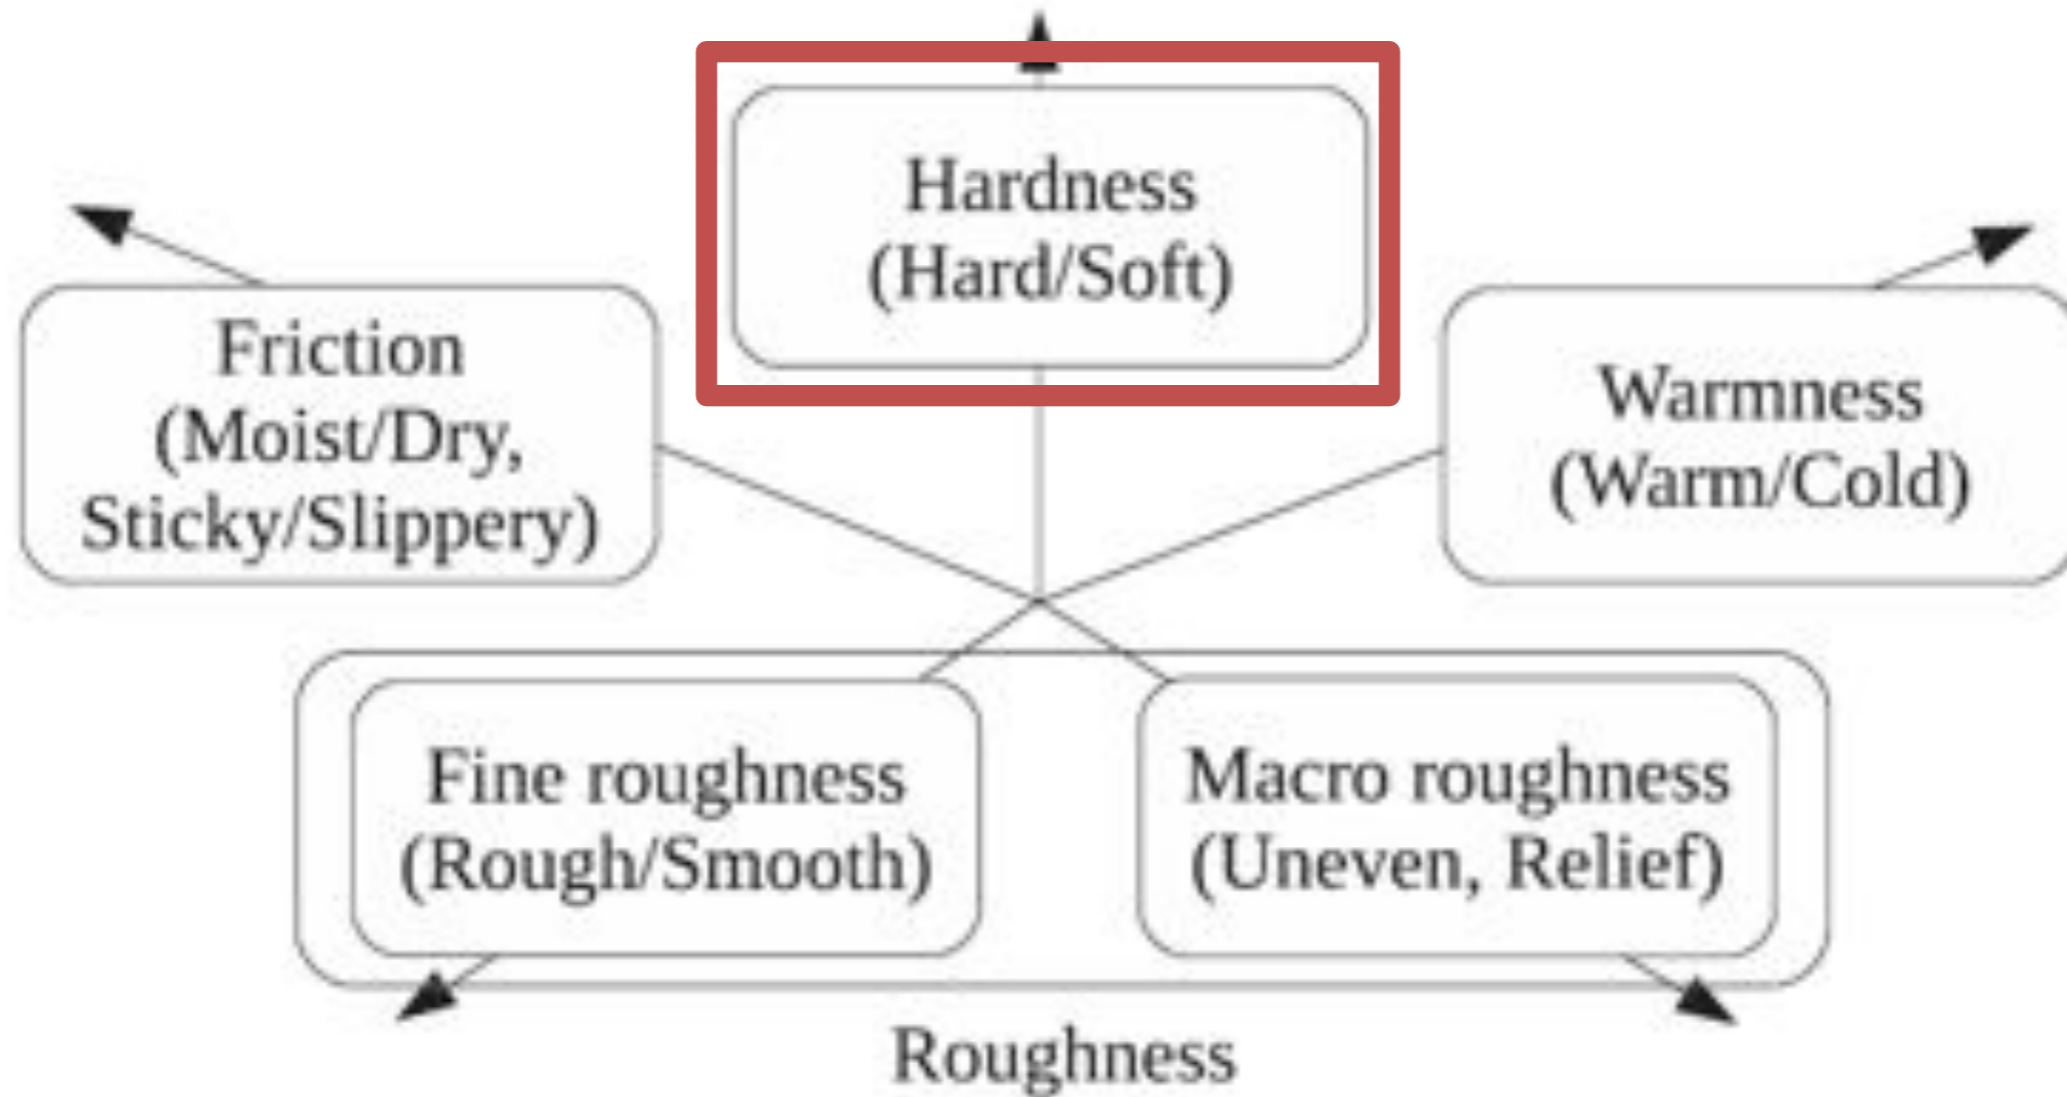 Hardness
(Hard/Soft)
Friction
(Moist/Dry,
Sticky/Slippery)
Warmness
(Warm/Cold)
Fine roughness
(Rough/Smooth)
Macro roughness
(Uneven, Relief)
Roughness